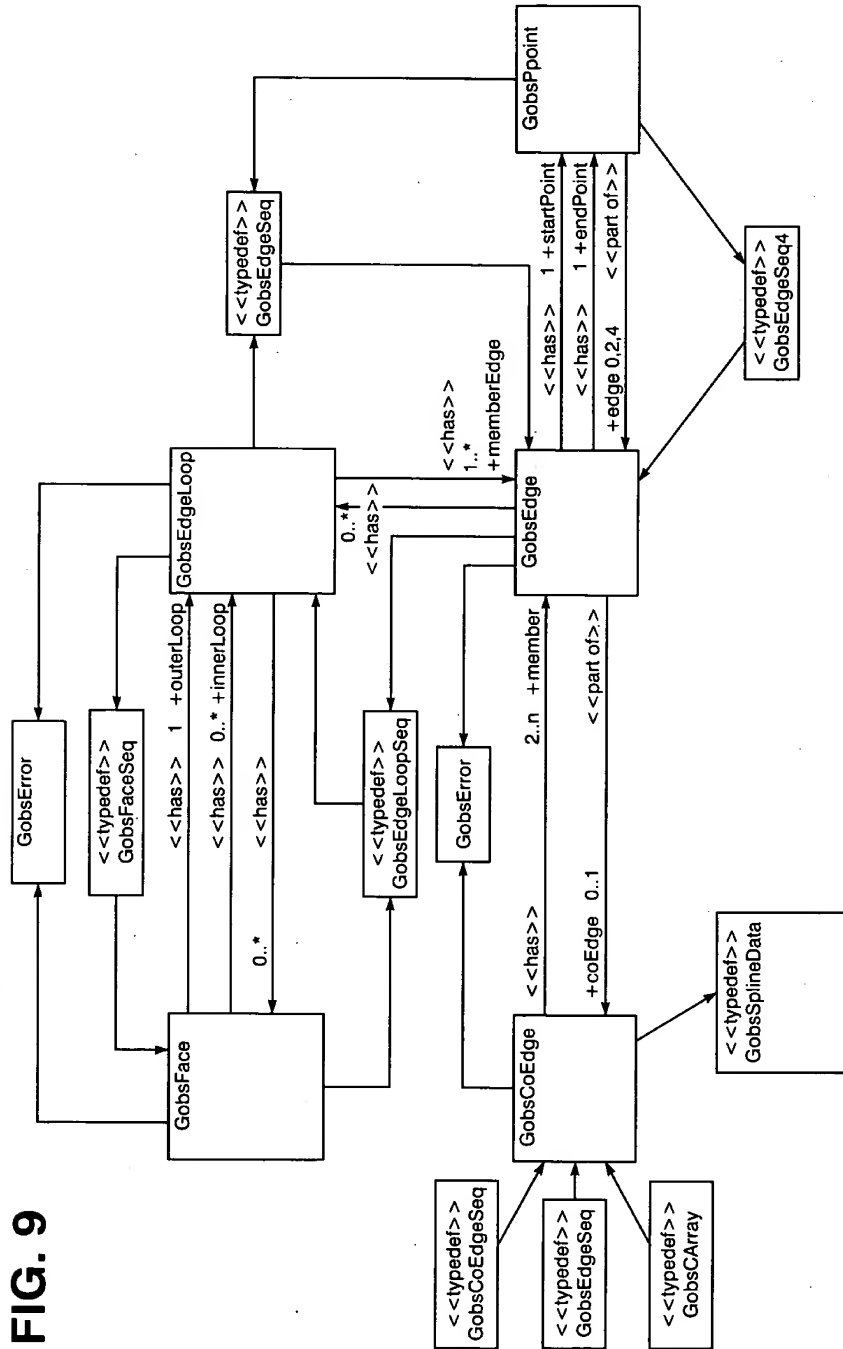 FIG. 9
GobsError
<<typedef>>
GobsFaceSeq
GobsFace
GobsEdgeLoop
<<has>> 1 +outerLoop
<<has>> 0..* +innerLoop
<<has>>
0..*
<<typedef>>
GobsEdgeLoopSeq
<<typedef>>
GobsEdgeSeq
GobsPpoint
<<has>>
1..*
+memberEdge
0..*
<<has>>
GobsEdge
<<has>> 1 +startPoint
<<has>> 1 +endPoint
+edge 0,2,4 <<part of>>
<<typedef>>
GobsEdgeSeq4
GobsError
<<has>> 2..n +member
+coEdge 0..1 <<part of>>
GobsCoEdge
<<typedef>>
GobsCoEdgeSeq
<<typedef>>
GobsEdgeSeq
<<typedef>>
GobsCArray
<<typedef>>
GobsSplineData